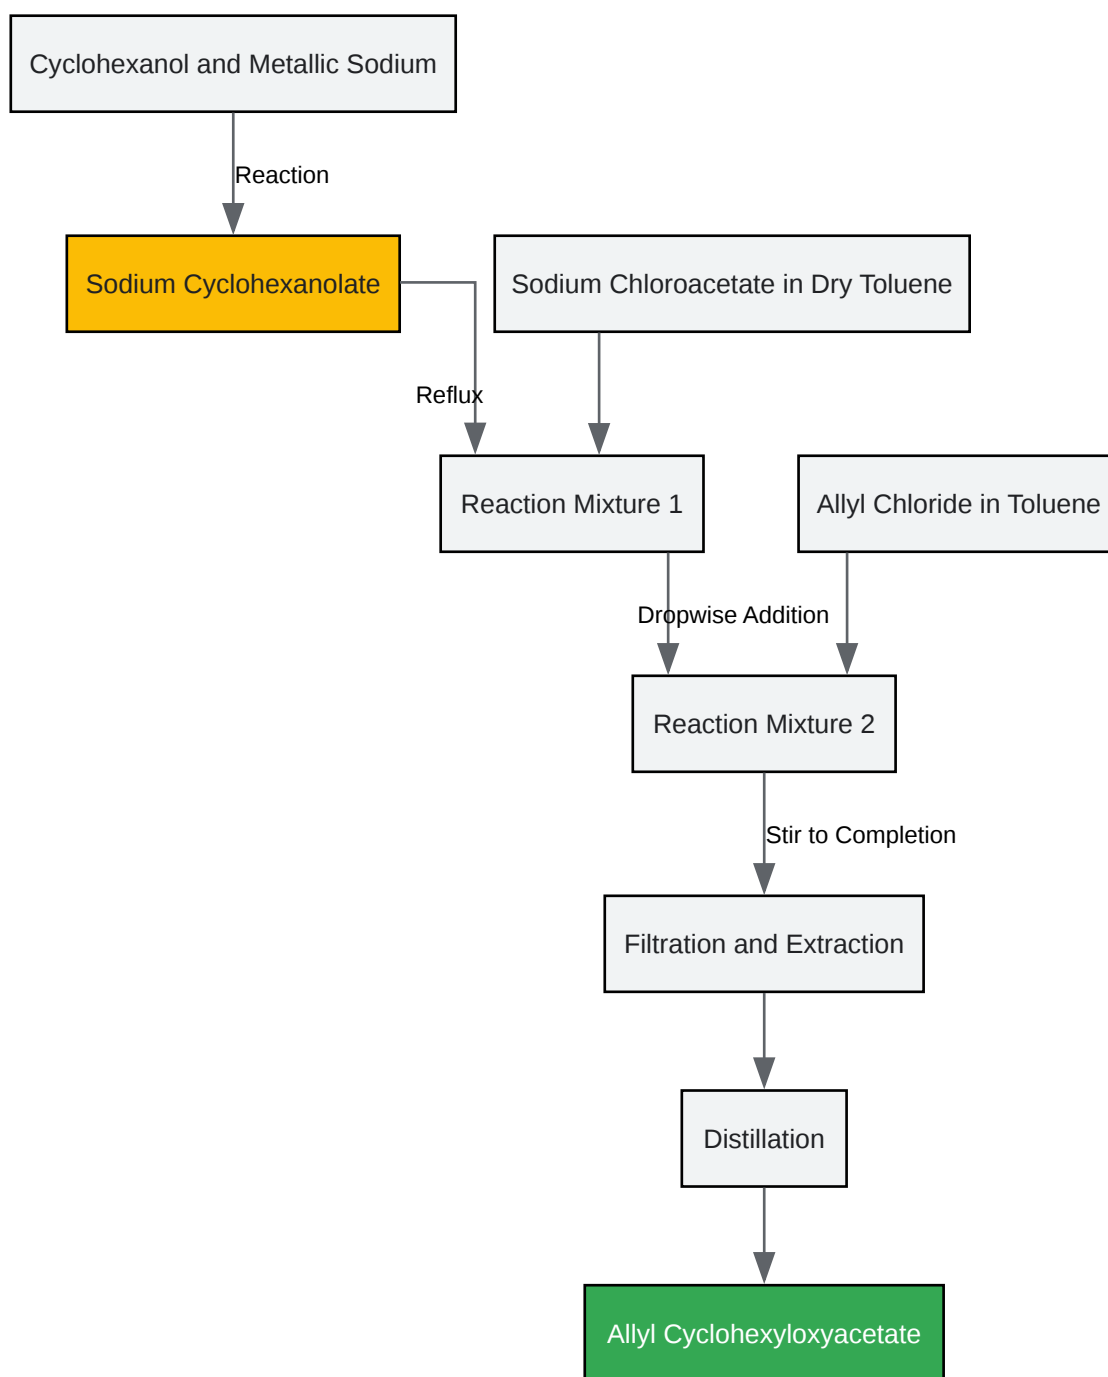 Cyclohexanol and Metallic Sodium
Reaction
Sodium Cyclohexanolate
Sodium Chloroacetate in Dry Toluene
Reflux
Reaction Mixture 1
Allyl Chloride in Toluene
Dropwise Addition
Reaction Mixture 2
Stir to Completion
Filtration and Extraction
Distillation
Allyl Cyclohexyloxyacetate